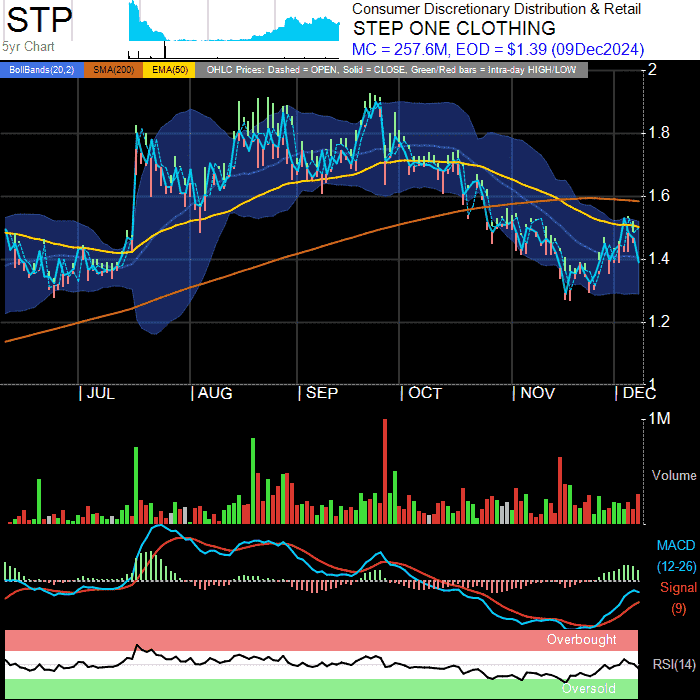 STP
5yr Chart
Consumer Discretionary Distribution & Retail
STEP ONE CLOTHING
MC = 257.6M, EOD = $1.39 (09Dec2024)
BollBands(20,2) SMA(200) EMA(50) OHLC Prices: Dashed = OPEN, Solid = CLOSE, Green/Red bars = Intra-day HIGH/LOW
2
1.8
1.6
1.4
1.2
1
JUL AUG SEP OCT NOV DEC
1M
Volume
MACD
(12-26)
Signal
(9)
Overbought
RSI(14)
Oversold